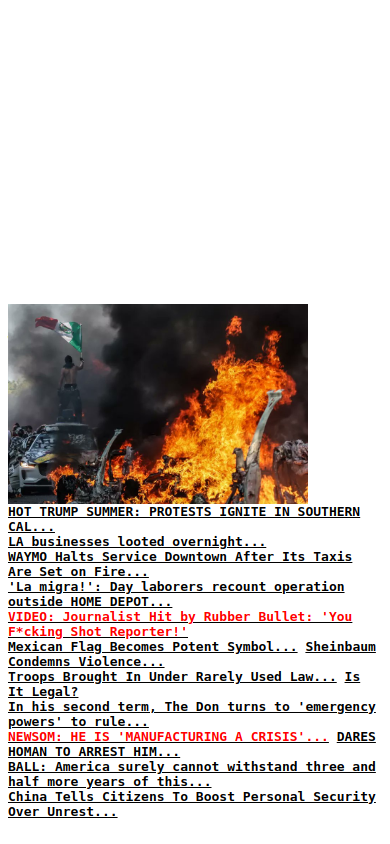 HOT TRUMP SUMMER: PROTESTS IGNITE IN SOUTHERN
CAL...
LA businesses looted overnight...
WAYMO Halts Service Downtown After Its Taxis
Are Set on Fire...
'La migra!': Day laborers recount operation
outside HOME DEPOT...
VIDEO: Journalist Hit by Rubber Bullet: 'You
F*cking Shot Reporter!'
Mexican Flag Becomes Potent Symbol... Sheinbaum
Condemns Violence...
Troops Brought In Under Rarely Used Law... Is
It Legal?
In his second term, The Don turns to 'emergency
powers' to rule...
NEWSOM: HE IS 'MANUFACTURING A CRISIS'... DARES
HOMAN TO ARREST HIM...
BALL: America surely cannot withstand three and
half more years of this...
China Tells Citizens To Boost Personal Security
Over Unrest...